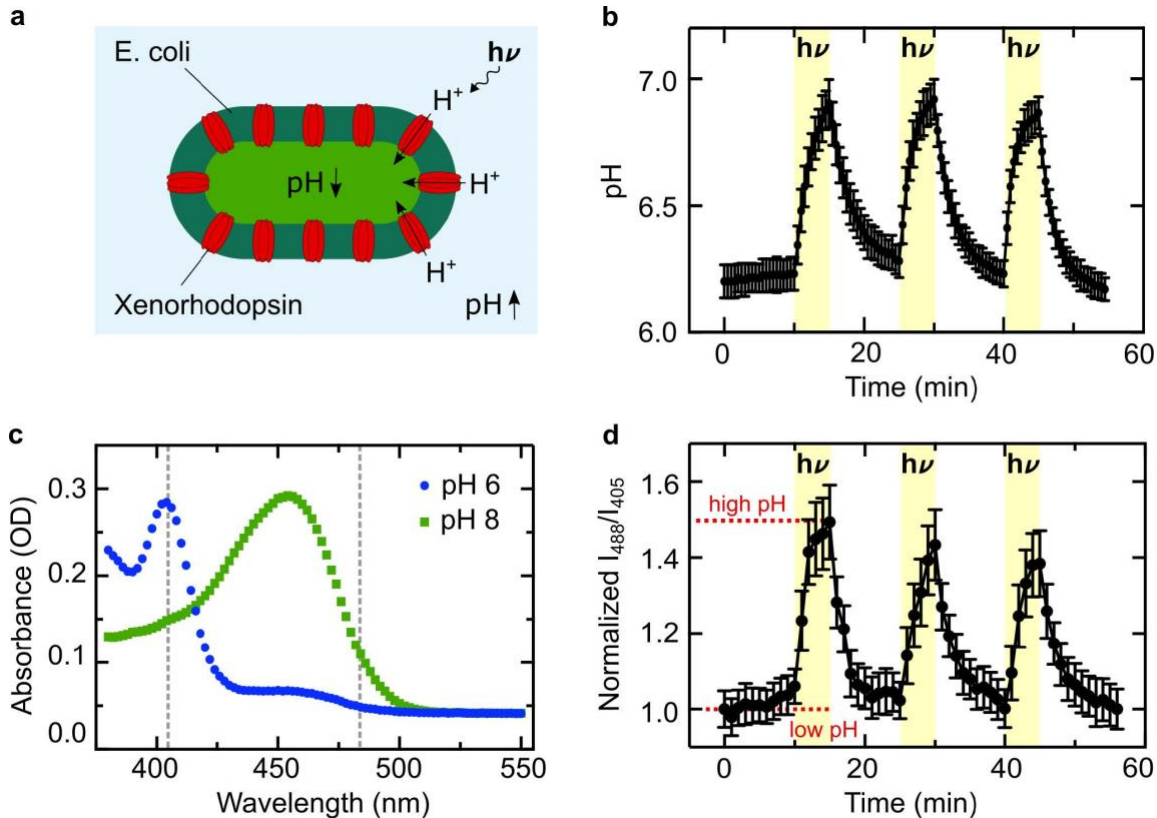 a
E. coli
hν
H⁺
pH ↓
H⁺
H⁺
Xenorhodopsin
pH ↑
b
hν hν hν
7.0
6.5
6.0
pH
0 20 40 60
Time (min)
c
0.3
0.2
0.1
0.0
Absorbance (OD)
pH 6
pH 8
400 450 500 550
Wavelength (nm)
d
hν hν hν
1.6
1.4
1.2
1.0
Normalized I₄₈₈/I₄₀₅
high pH
low pH
0 20 40 60
Time (min)